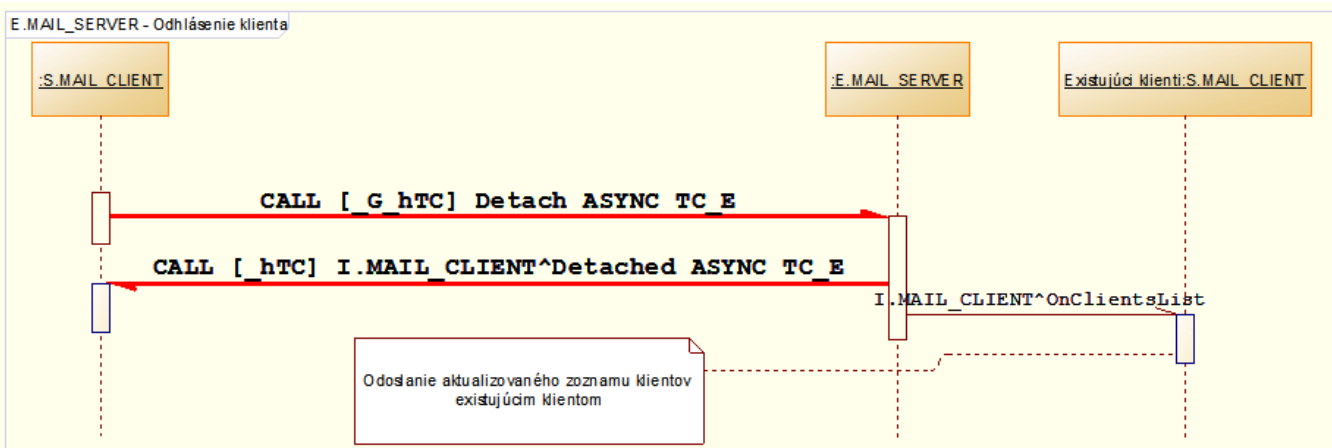 E.MAIL_SERVER - Odhlásenie klienta
:S.MAIL_CLIENT
:E.MAIL_SERVER
Existujúci klienti:S.MAIL_CLIENT
CALL [_G_hTC] Detach ASYNC TC_E
CALL [_hTC] I.MAIL_CLIENT^Detached ASYNC TC_E
I.MAIL_CLIENT^OnClientsList
Odoslanie aktualizovaného zoznamu klientov
existujúcim klientom